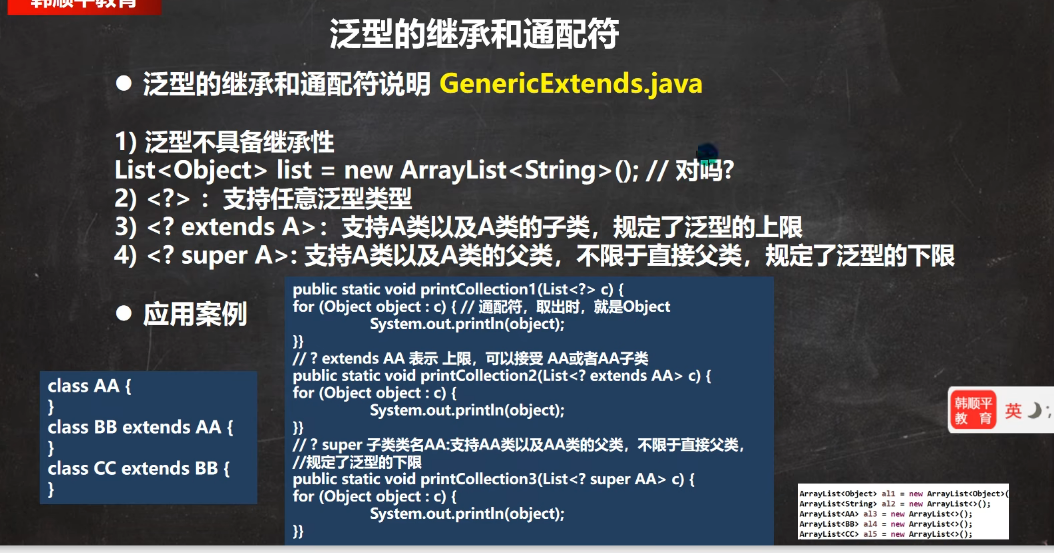 韩顺平教育
泛型的继承和通配符
● 泛型的继承和通配符说明 GenericExtends.java
1) 泛型不具备继承性
List<Object> list = new ArrayList<String>(); // 对吗?
2) <?> ：支持任意泛型类型
3) <? extends A>：支持A类以及A类的子类，规定了泛型的上限
4) <? super A>: 支持A类以及A类的父类，不限于直接父类，规定了泛型的下限
● 应用案例
class AA {
}
class BB extends AA {
}
class CC extends BB {
}
public static void printCollection1(List<?> c) {
for (Object object : c) { // 通配符，取出时，就是Object
System.out.println(object);
}}
// ? extends AA 表示 上限，可以接受 AA或者AA子类
public static void printCollection2(List<? extends AA> c) {
for (Object object : c) {
System.out.println(object);
}}
// ? super 子类类名AA:支持AA类以及AA类的父类，不限于直接父类，
//规定了泛型的下限
public static void printCollection3(List<? super AA> c) {
for (Object object : c) {
System.out.println(object);
}}
韩顺平
教 育
英
ArrayList<Object> al1 = new ArrayList<Object>(
ArrayList<String> al2 = new ArrayList<>();
ArrayList<AA> al3 = new ArrayList<>();
ArrayList<BB> al4 = new ArrayList<>();
ArrayList<CC> al5 = new ArrayList<>();